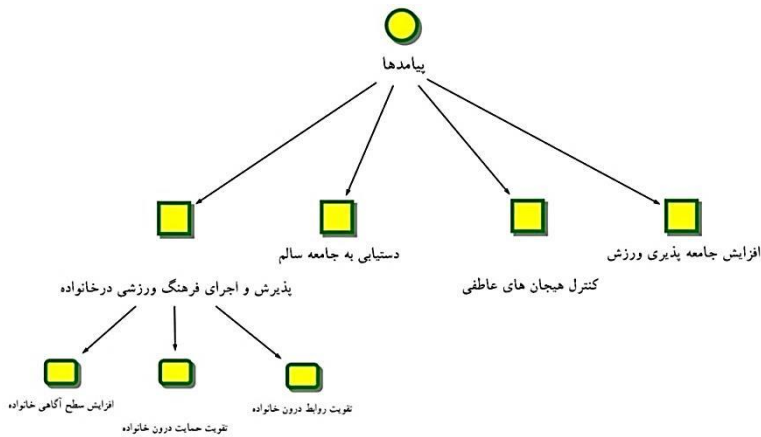 پیامدها
افزایش جامعه پذیری ورزش
کنترل هیجان های عاطفی
دستیابی به جامعه سالم
پذیرش و اجرای فرهنگ ورزشی درخانواده
تقویت روابط درون خانواده
تقویت حمایت درون خانواده
افزایش سطح آگاهی خانواده